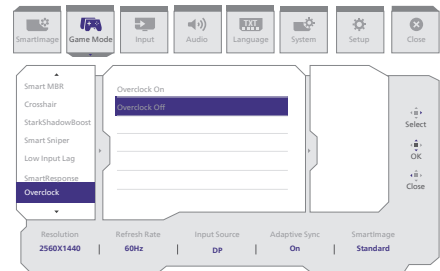 TXT
SmartImage Game Mode Input Audio Language System Setup Close
Smart MBR
Crosshair
StarkShadowBoost
Smart Sniper
Low Input Lag
SmartResponse
Overclock
Overclock On
Overclock Off
Select
OK
Close
Resolution Refresh Rate Input Source Adaptive Sync SmartImage
2560X1440 | 60Hz | DP | On | Standard